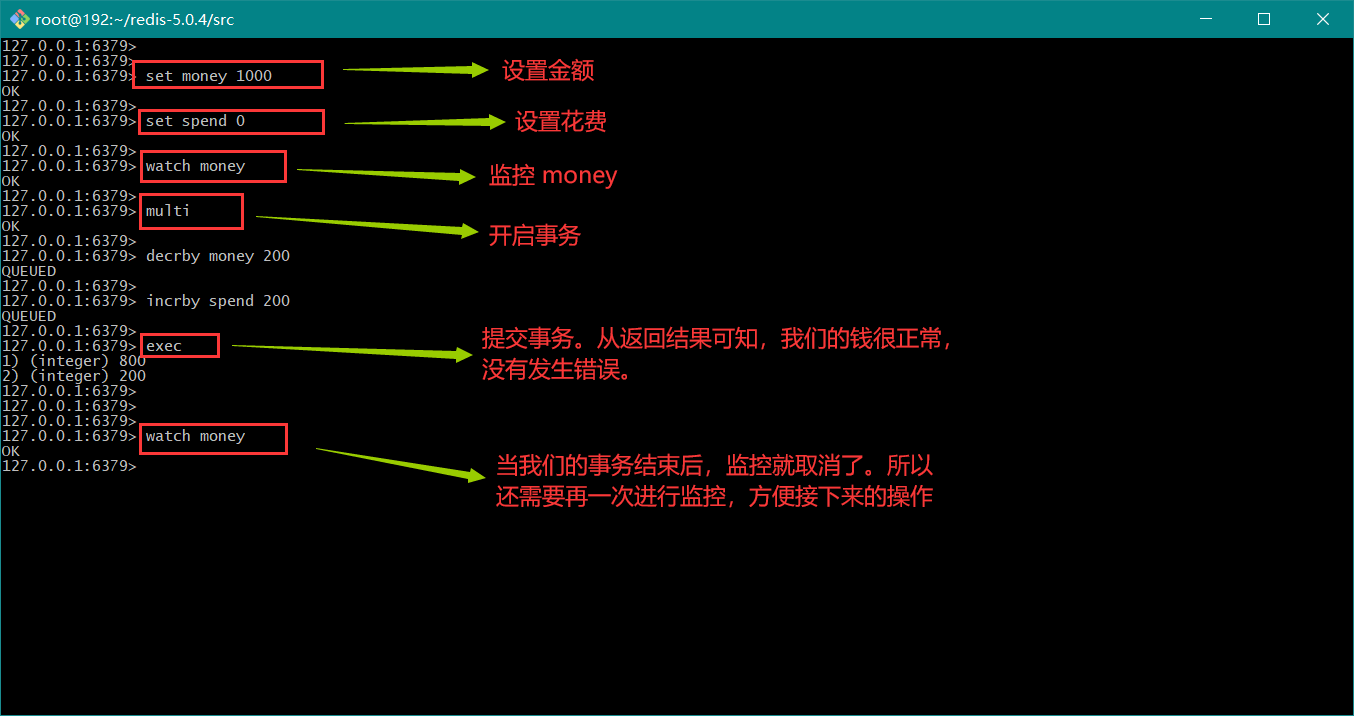 root@192:~/redis-5.0.4/src
127.0.0.1:6379>
127.0.0.1:6379>
127.0.0.1:6379> set money 1000
设置金额
OK
127.0.0.1:6379>
127.0.0.1:6379> set spend 0
设置花费
OK
127.0.0.1:6379>
127.0.0.1:6379> watch money
监控 money
OK
127.0.0.1:6379>
127.0.0.1:6379> multi
开启事务
OK
127.0.0.1:6379>
127.0.0.1:6379> decrby money 200
QUEUED
127.0.0.1:6379>
127.0.0.1:6379> incrby spend 200
QUEUED
127.0.0.1:6379>
127.0.0.1:6379> exec
提交事务。从返回结果可知，我们的钱很正常，
没有发生错误。
1) (integer) 800
2) (integer) 200
127.0.0.1:6379>
127.0.0.1:6379>
127.0.0.1:6379>
127.0.0.1:6379> watch money
OK
127.0.0.1:6379>
当我们的事务结束后，监控就取消了。所以
还需要再一次进行监控，方便接下来的操作